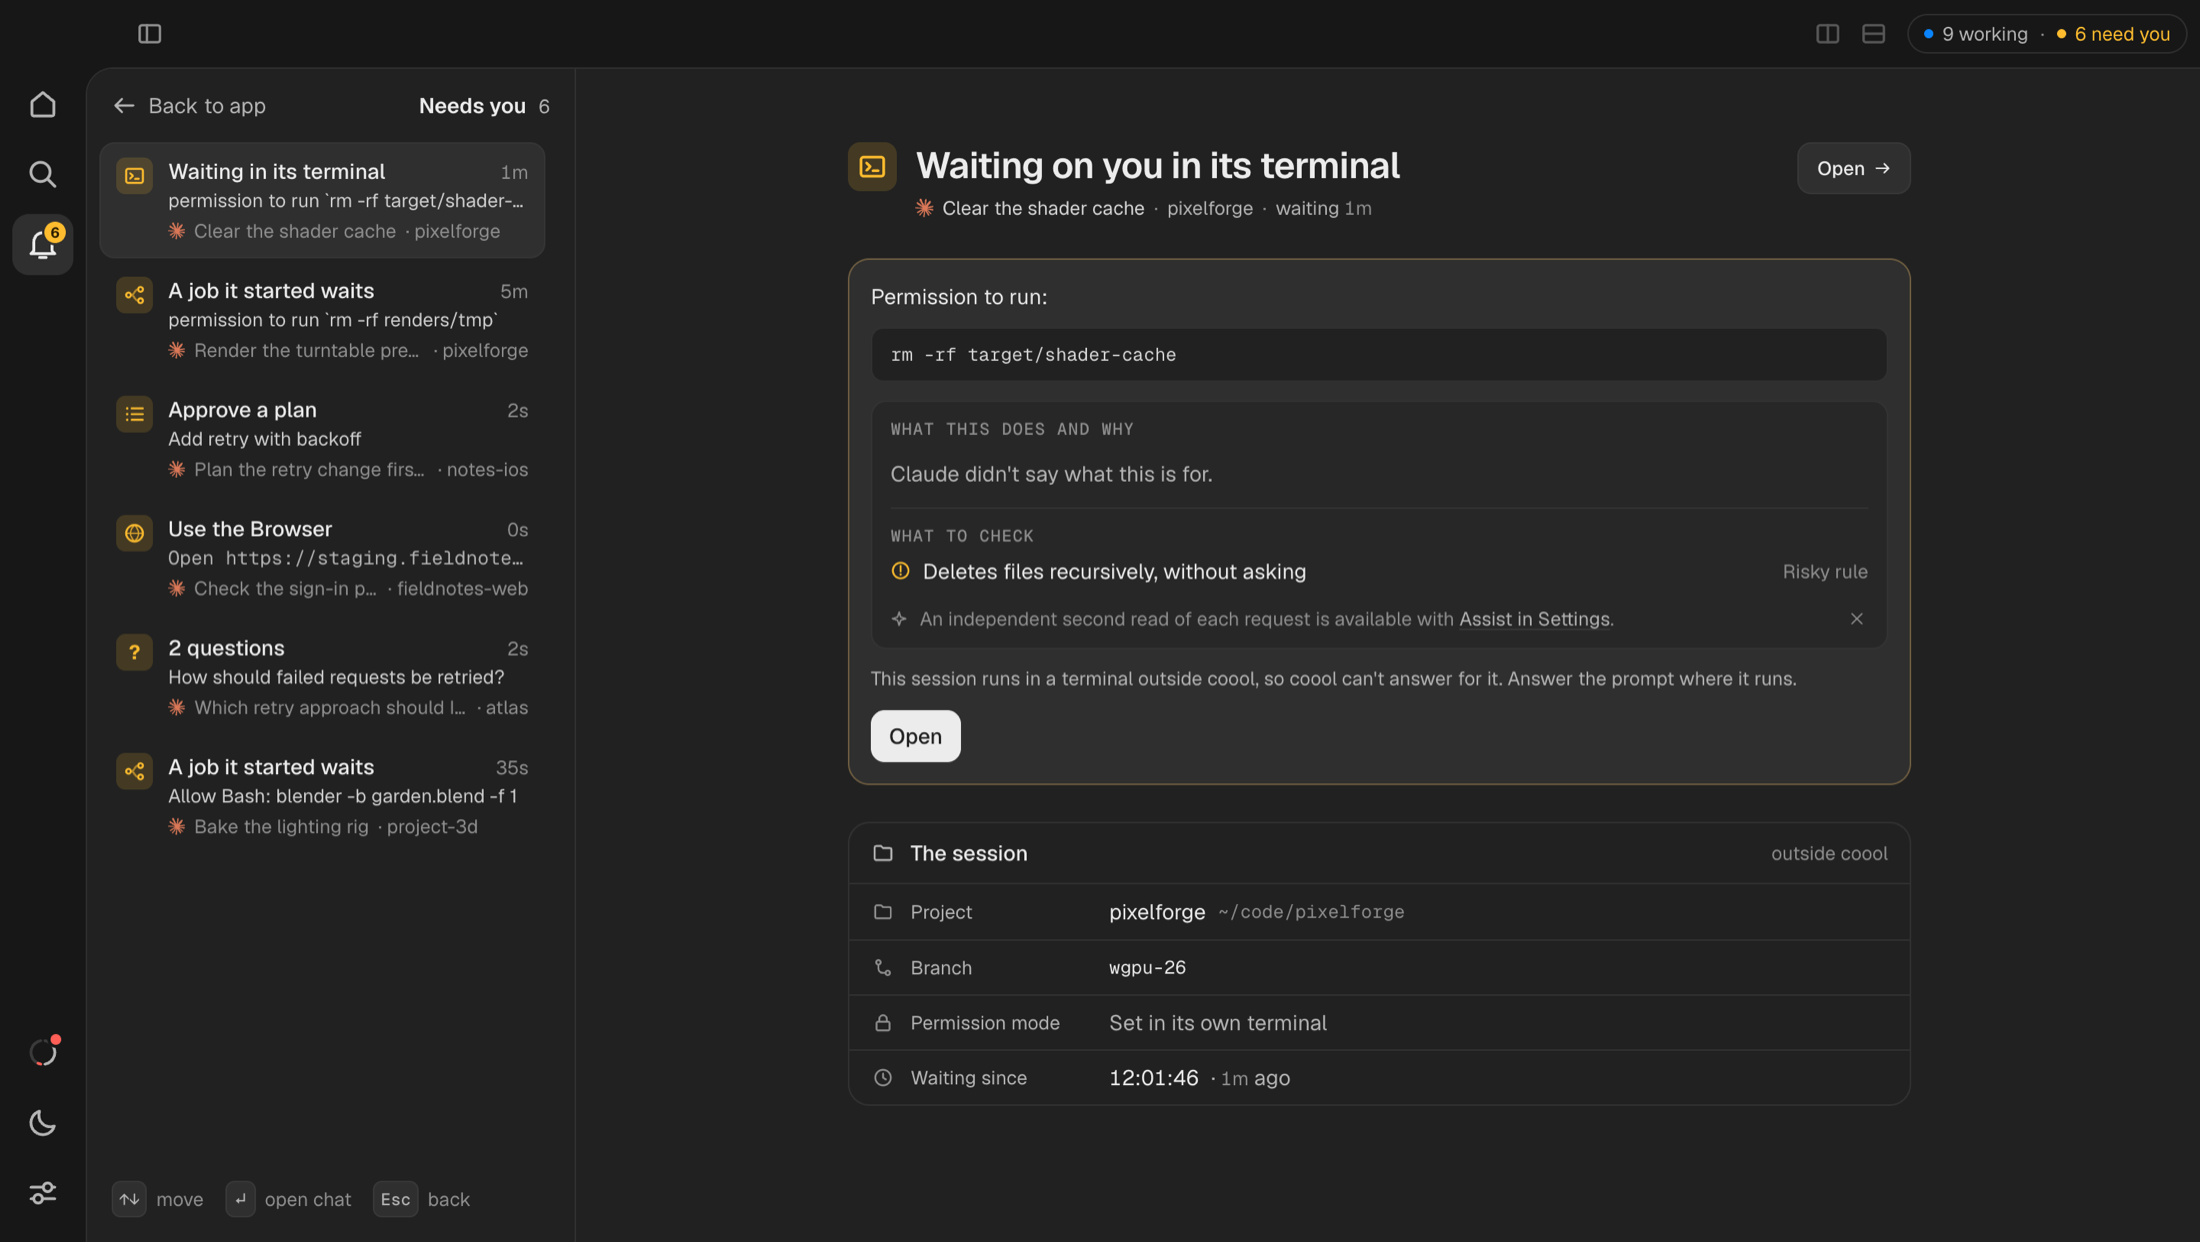 9 working · 6 need you
Back to app
Needs you 6
6
Waiting in its terminal 1m
permission to run `rm -rf target/shader-…
Clear the shader cache · pixelforge
A job it started waits 5m
permission to run `rm -rf renders/tmp`
Render the turntable pre… · pixelforge
Approve a plan 2s
Add retry with backoff
Plan the retry change firs… · notes-ios
Use the Browser 0s
Open https://staging.fieldnote…
Check the sign-in p… · fieldnotes-web
2 questions 2s
How should failed requests be retried?
Which retry approach should I… · atlas
A job it started waits 35s
Allow Bash: blender -b garden.blend -f 1
Bake the lighting rig · project-3d
move open chat Esc back
Waiting on you in its terminal
Open →
Clear the shader cache · pixelforge · waiting 1m
Permission to run:
rm -rf target/shader-cache
WHAT THIS DOES AND WHY
Claude didn't say what this is for.
WHAT TO CHECK
Deletes files recursively, without asking Risky rule
An independent second read of each request is available with Assist in Settings.
This session runs in a terminal outside coool, so coool can't answer for it. Answer the prompt where it runs.
Open
The session outside coool
Project pixelforge ~/code/pixelforge
Branch wgpu-26
Permission mode Set in its own terminal
Waiting since 12:01:46 · 1m ago